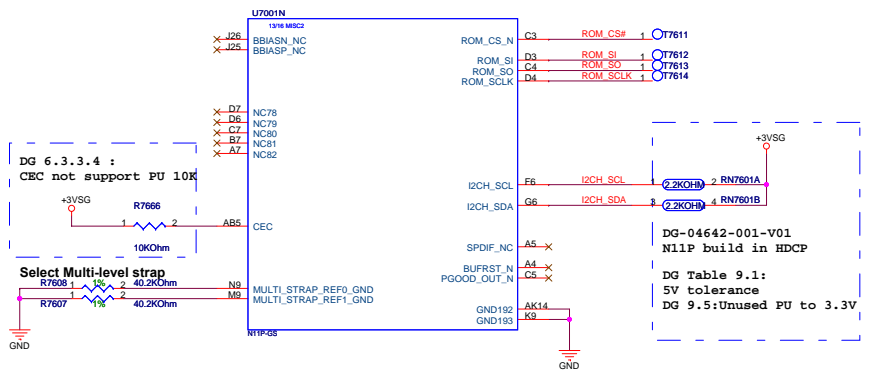 U7001N
13/16 MISC2
J26 BBIASN_NC
J25 BBIASP_NC
C3 ROM_CS_N ROM_CS# 1 T7611
D3 ROM_SI ROM_SI 1 T7612
C4 ROM_SO ROM_SO 1 T7613
D4 ROM_SCLK ROM_SCLK 1 T7614
D7 NC78
D6 NC79
C7 NC80
B7 NC81
A7 NC82
DG 6.3.3.4 :
CEC not support PU 10K
+3VSG
R7666
1 2 AB5 CEC
10KOhm
+3VSG
I2CH_SCL F6 I2CH_SCL 1 2.2KOHM 2 RN7601A
I2CH_SDA G6 I2CH_SDA 3 2.2KOHM 4 RN7601B
DG-04642-001-V01
N11P build in HDCP
DG Table 9.1:
5V tolerance
DG 9.5:Unused PU to 3.3V
SPDIF_NC A5
BUFRST_N A4
PGOOD_OUT_N C5
Select Multi-level strap
R7608 1 1% 2 40.2KOhm N9 MULTI_STRAP_REF0_GND
R7607 1 1% 2 40.2KOhm M9 MULTI_STRAP_REF1_GND
GND
GND192 AK14
GND193 K9
N11P-GS
GND